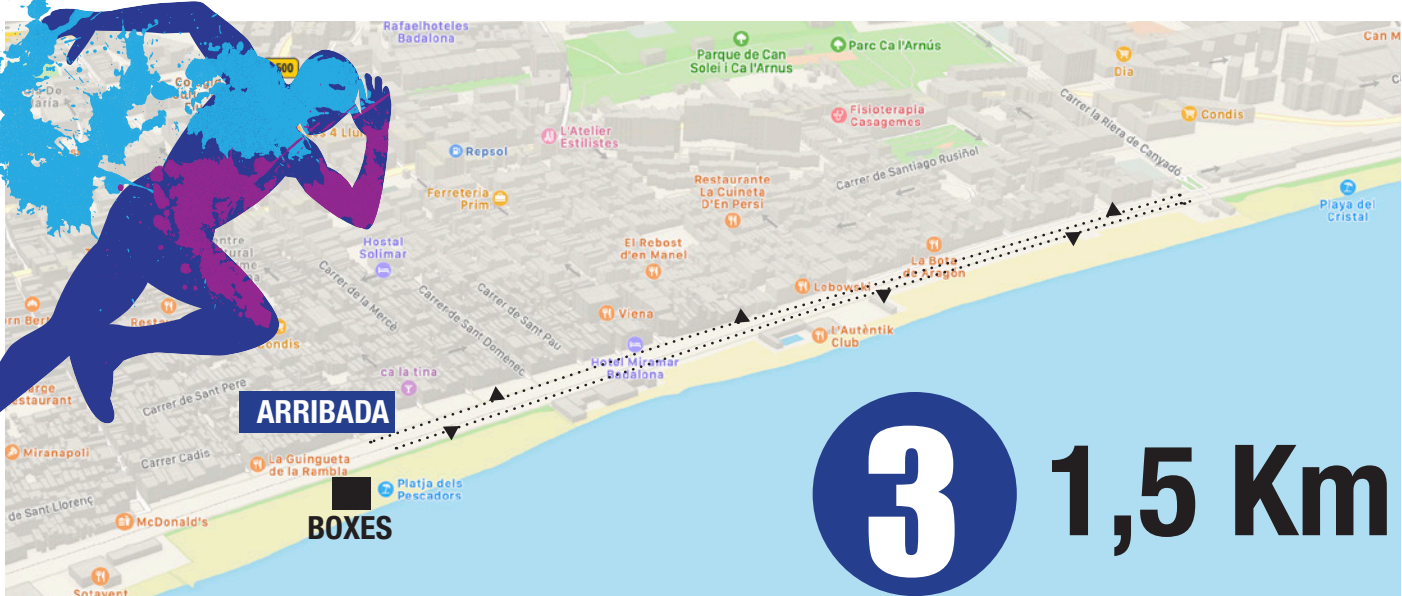 Rafaelhoteles
Badalona
Parque de Can
Solei i Ca l'Arnus
Parc Ca l'Arnús
Can M
Dia
500
Carrer la Riera de Canyadó
Condis
Fisioterapia
Casagemes
L'Atelier
Estilistes
Repsol
Carrer de Santiago Rusiñol
Restaurante
La Cuineta
D'En Persi
Ferreteria
Prim
Playa del
Cristal
Hostal
Solimar
El Rebost
d'en Manel
La Bota
de Aragón
Carrer de la Mercè
Carrer de Sant Domènec
Carrer de Sant Pau
Lobowski
Viena
L'Autèntik
Club
Hotel Miramar
Badalona
ca la tina
Carrer de Sant Pere
ARRIBADA
Miranapoli
Carrer Cadis
La Guingueta
de la Rambla
Platja dels
Pescadors
de Sant Llorenç
McDonald's
BOXES
Sotavent
3
1,5 Km